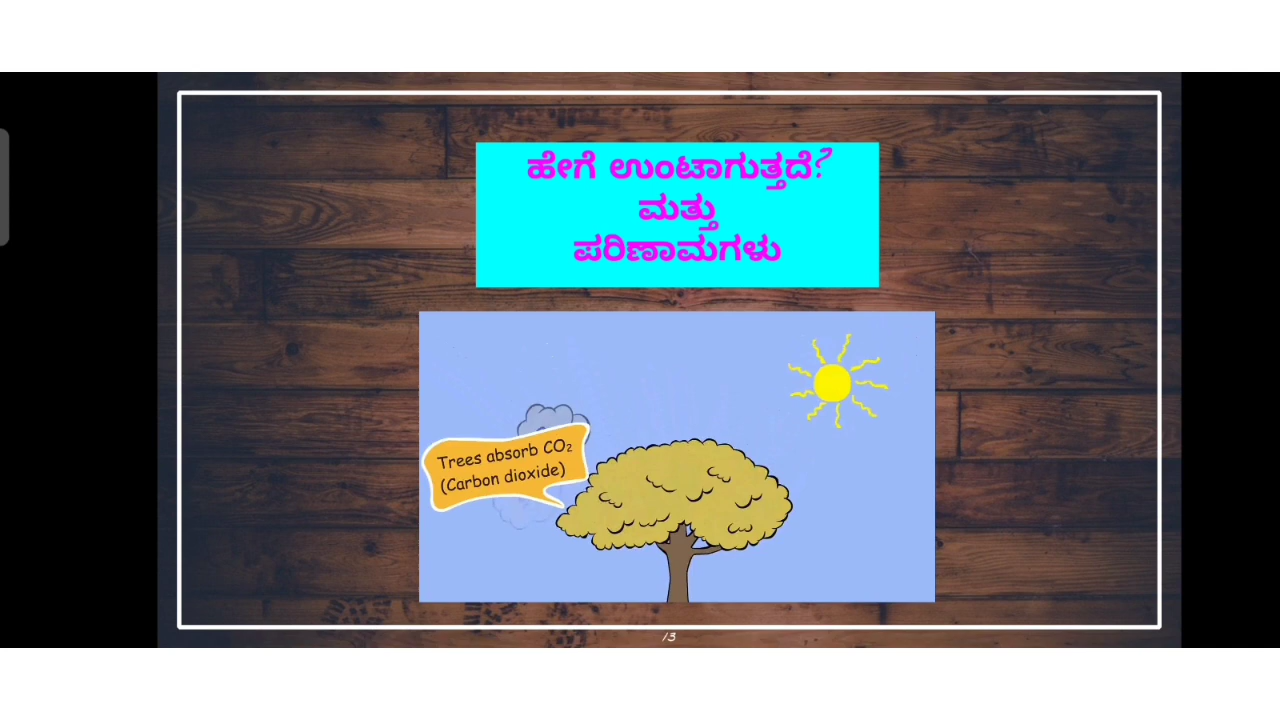 ಹೇಗೆ ಉಂಟಾಗುತ್ತದೆ?
ಮತ್ತು
ಪರಿಣಾಮಗಳು
Trees absorb CO₂
(Carbon dioxide)
13